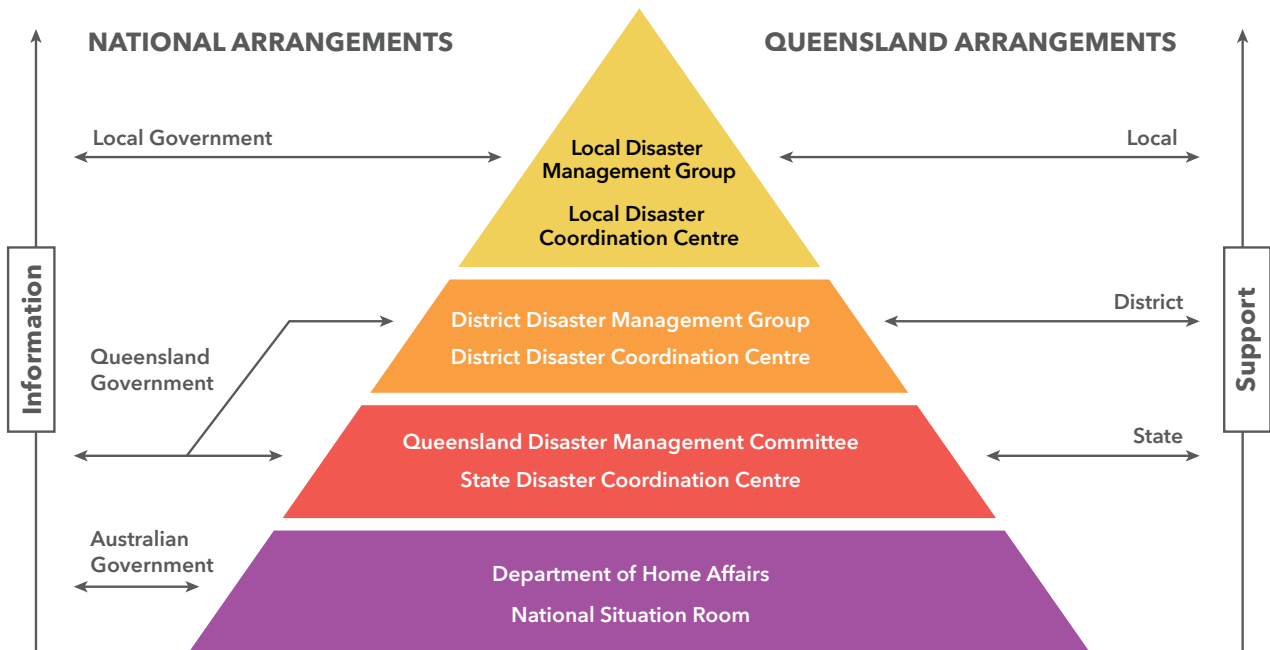 NATIONAL ARRANGEMENTS
QUEENSLAND ARRANGEMENTS
Local Government
Local
Local Disaster
Management Group
Local Disaster
Coordination Centre
Information
Support
District
District Disaster Management Group
District Disaster Coordination Centre
Queensland
Government
State
Queensland Disaster Management Committee
State Disaster Coordination Centre
Australian
Government
Department of Home Affairs
National Situation Room